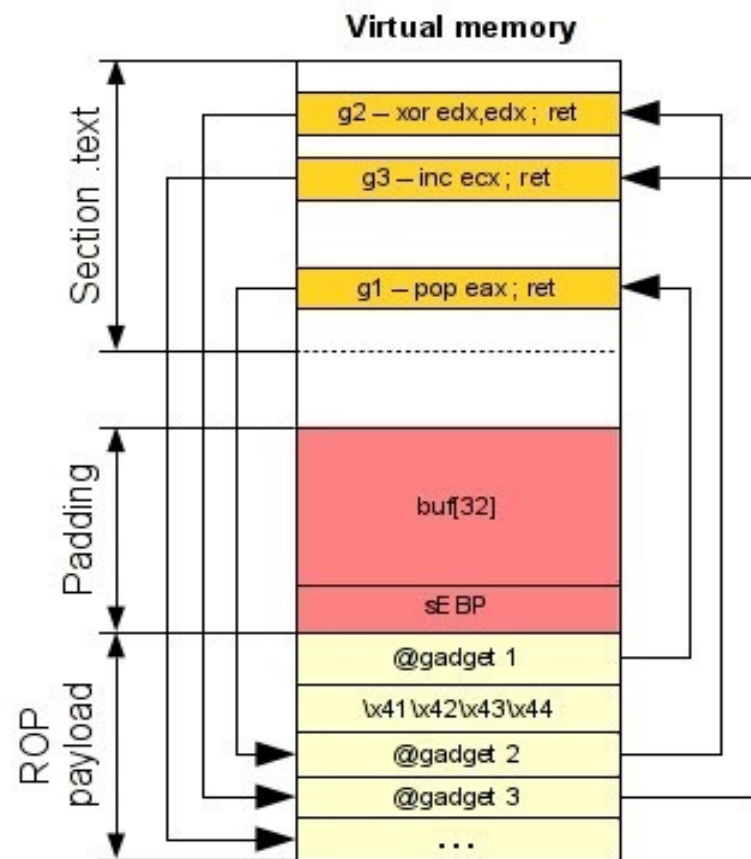 Virtual memory
Section .text
g2 – xor edx,edx ; ret
g3 – inc ecx ; ret
g1 – pop eax ; ret
Padding
buf[32]
sEBP
ROP
payload
@gadget 1
\x41\x42\x43\x44
@gadget 2
@gadget 3
...